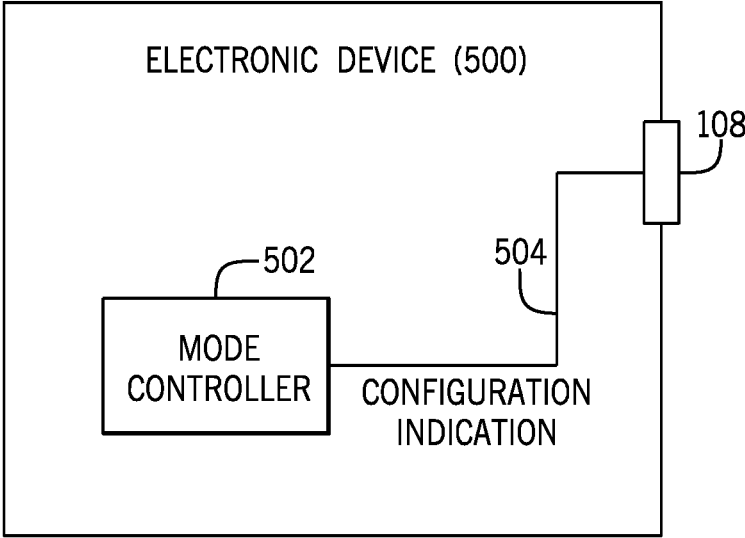 ELECTRONIC DEVICE (500)
108
504
502
MODE
CONTROLLER
CONFIGURATION
INDICATION